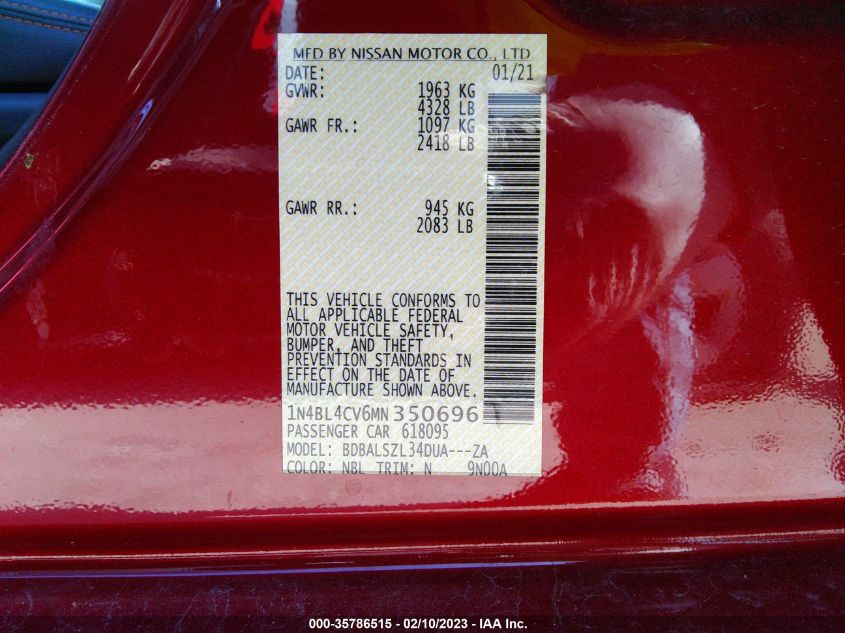 MFD BY NISSAN MOTOR CO., LTD
DATE: 01/21
GVWR: 1963 KG
4328 LB
GAWR FR.: 1097 KG
2418 LB
GAWR RR.: 945 KG
2083 LB
THIS VEHICLE CONFORMS TO
ALL APPLICABLE FEDERAL
MOTOR VEHICLE SAFETY,
BUMPER, AND THEFT
PREVENTION STANDARDS IN
EFFECT ON THE DATE OF
MANUFACTURE SHOWN ABOVE.
1N4BL4CV6MN350696
PASSENGER CAR 618095
MODEL: BDBALSZL34DUA---ZA
COLOR: NBL TRIM: N 9N00A
000-35786515 - 02/10/2023 - IAA Inc.